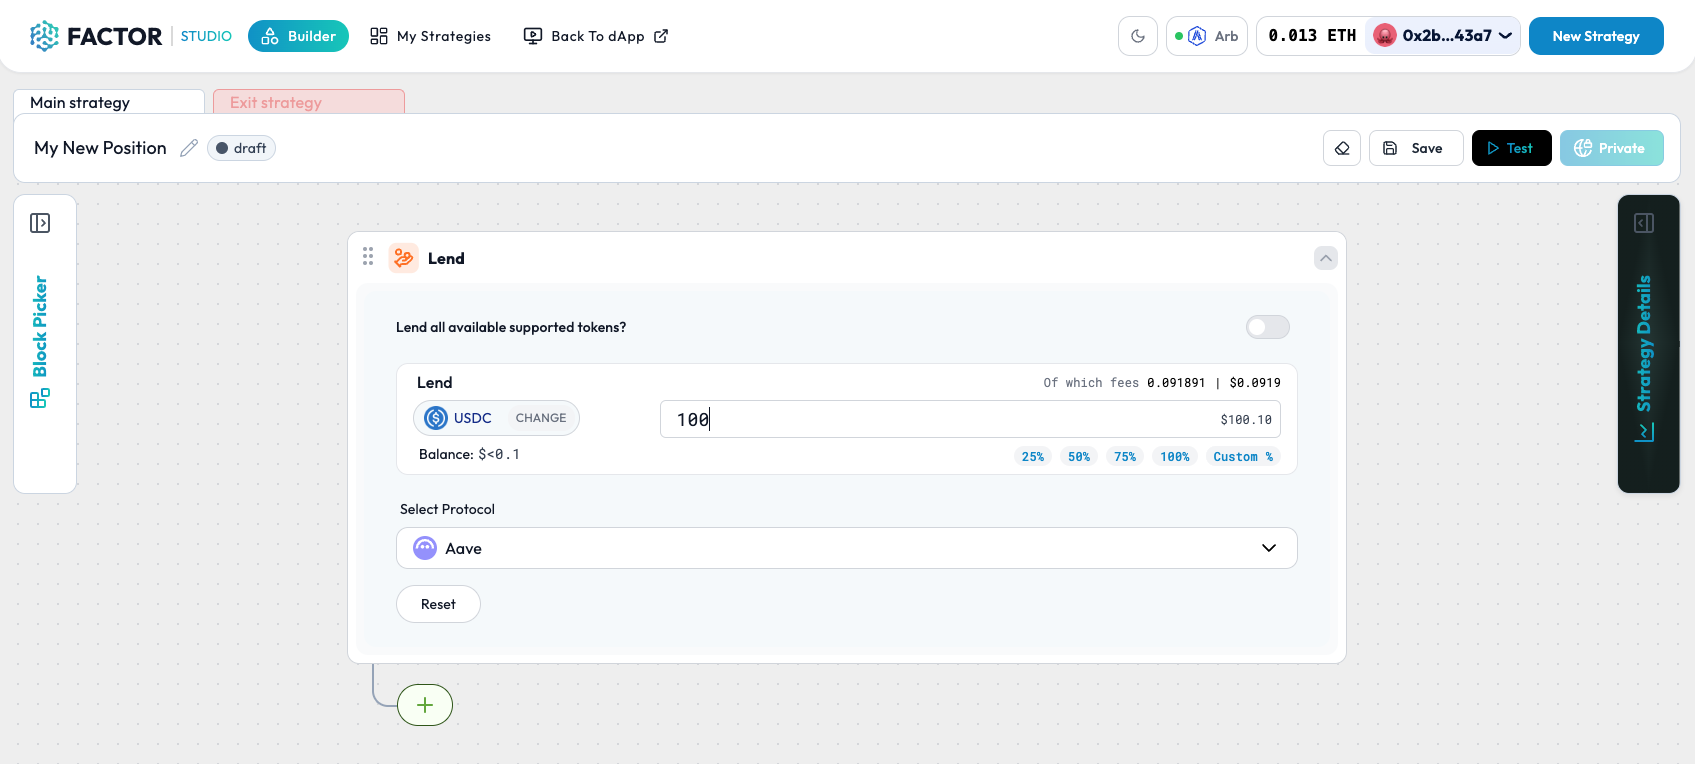 FACTOR STUDIO Builder My Strategies Back To dApp Arb 0.013 ETH 0x2b...43a7 New Strategy
Main strategy Exit strategy
My New Position draft Save Test Private
Block Picker
Strategy Details
Lend
Lend all available supported tokens?
Lend Of which fees 0.091891 | $0.0919
USDC CHANGE 100 $100.10
Balance: $<0.1 25% 50% 75% 100% Custom %
Select Protocol
Aave
Reset